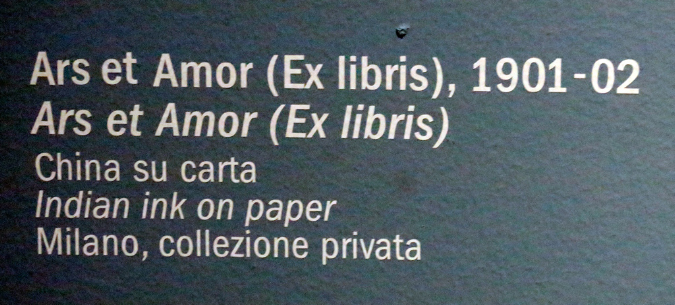 Ars et Amor (Ex libris), 1901-02
Ars et Amor (Ex libris)
China su carta
Indian ink on paper
Milano, collezione privata